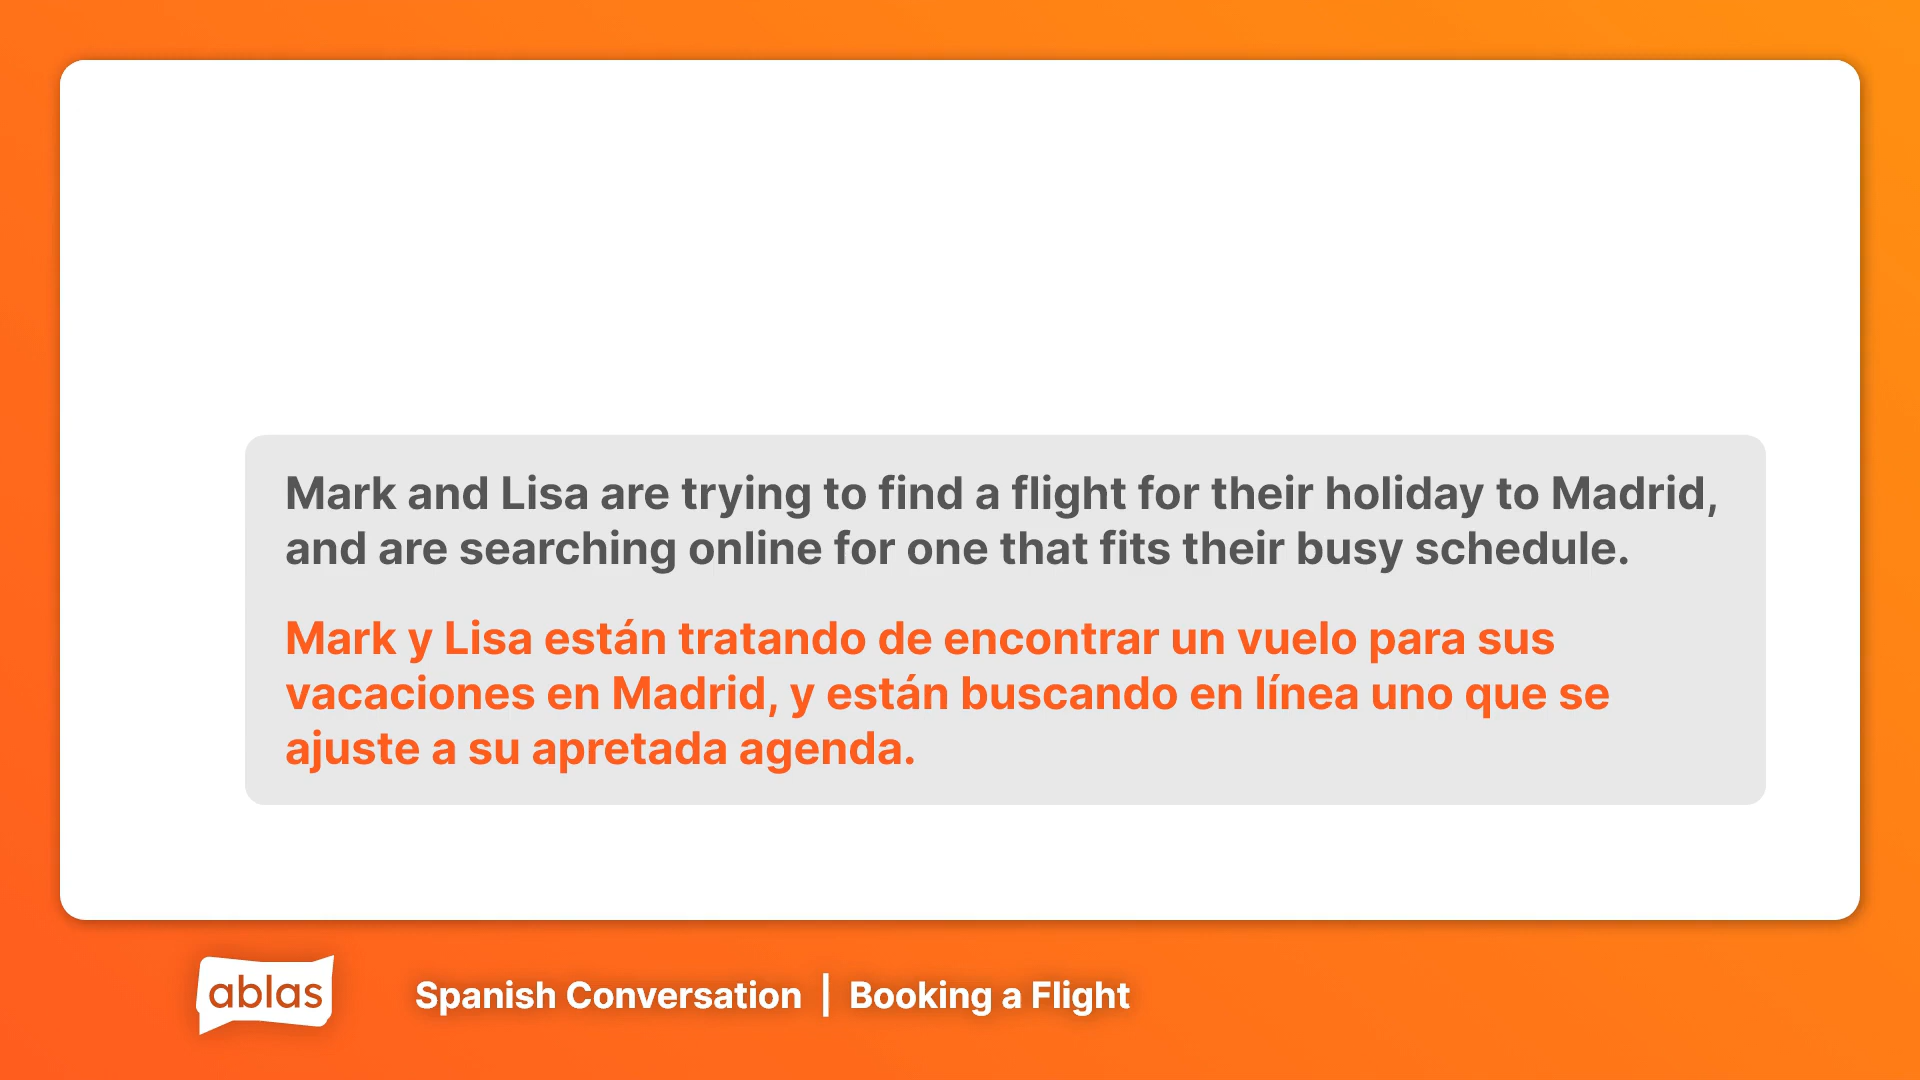 Mark and Lisa are trying to find a flight for their holiday to Madrid,
and are searching online for one that fits their busy schedule.
Mark y Lisa están tratando de encontrar un vuelo para sus
vacaciones en Madrid, y están buscando en línea uno que se
ajuste a su apretada agenda.
ablas
Spanish Conversation | Booking a Flight